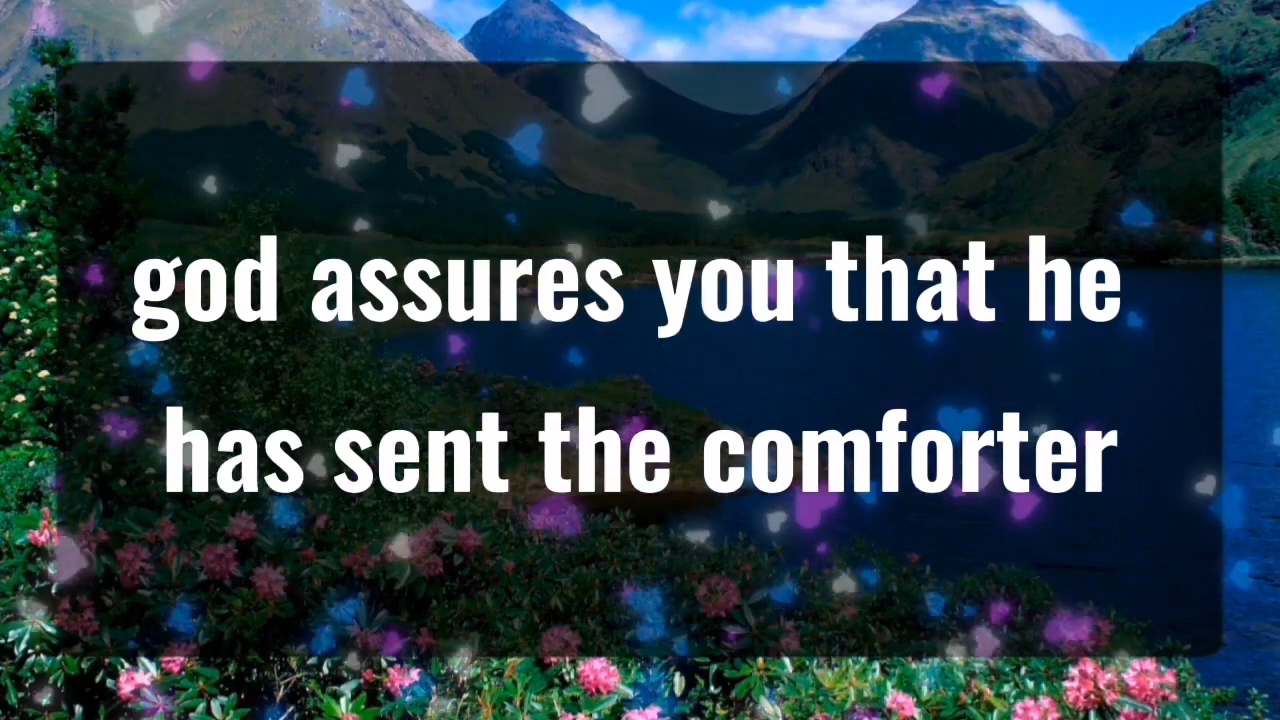 god assures you that he
has sent the comforter